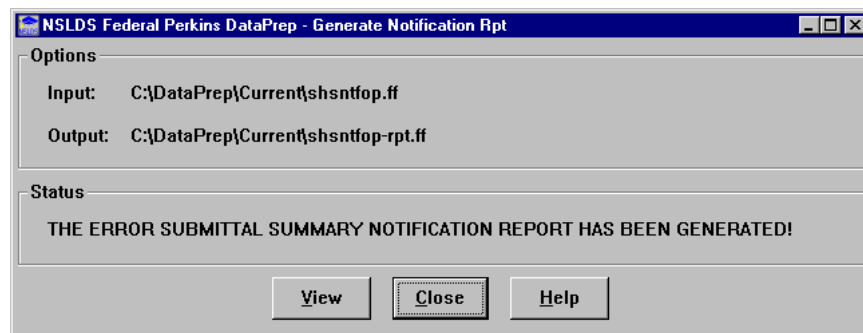 NSLDS Federal Perkins DataPrep - Generate Notification Rpt
Options
Input: C:\DataPrep\Current\shsntfop.ff
Output: C:\DataPrep\Current\shsntfop-rpt.ff
Status
THE ERROR SUBMITTAL SUMMARY NOTIFICATION REPORT HAS BEEN GENERATED!
View Close Help